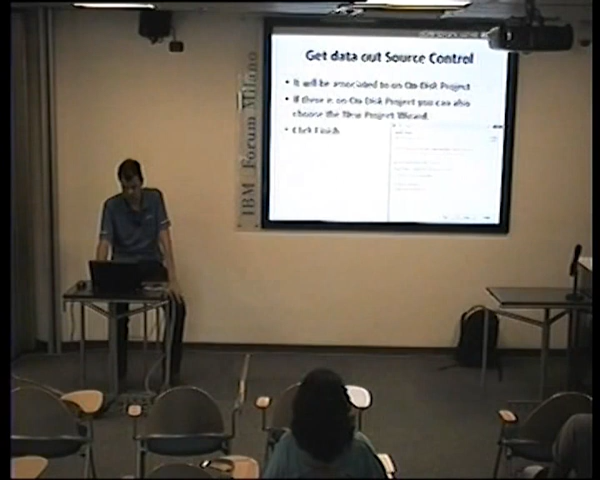 Get data out Source Control
• It will be associated to an On-Disk Project
• If there is an On-Disk Project you can also
choose the New Project Wizard.
• Click Finish
IBM Forum Milano